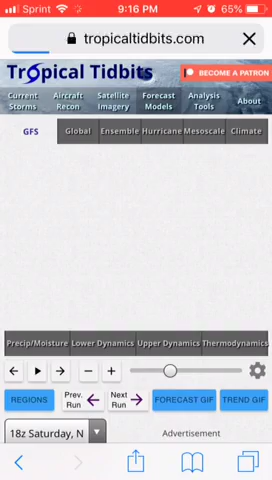 Sprint 9:16 PM 65%
tropicaltidbits.com
Tropical Tidbits BECOME A PATRON
Current Storms
Aircraft Recon
Satellite Imagery
Forecast Models
Analysis Tools
About
GFS Global Ensemble Hurricane Mesoscale Climate
Precip/Moisture Lower Dynamics Upper Dynamics Thermodynamics
REGIONS
Prev. Run
Next Run
FORECAST GIF
TREND GIF
18z Saturday, N
Advertisement